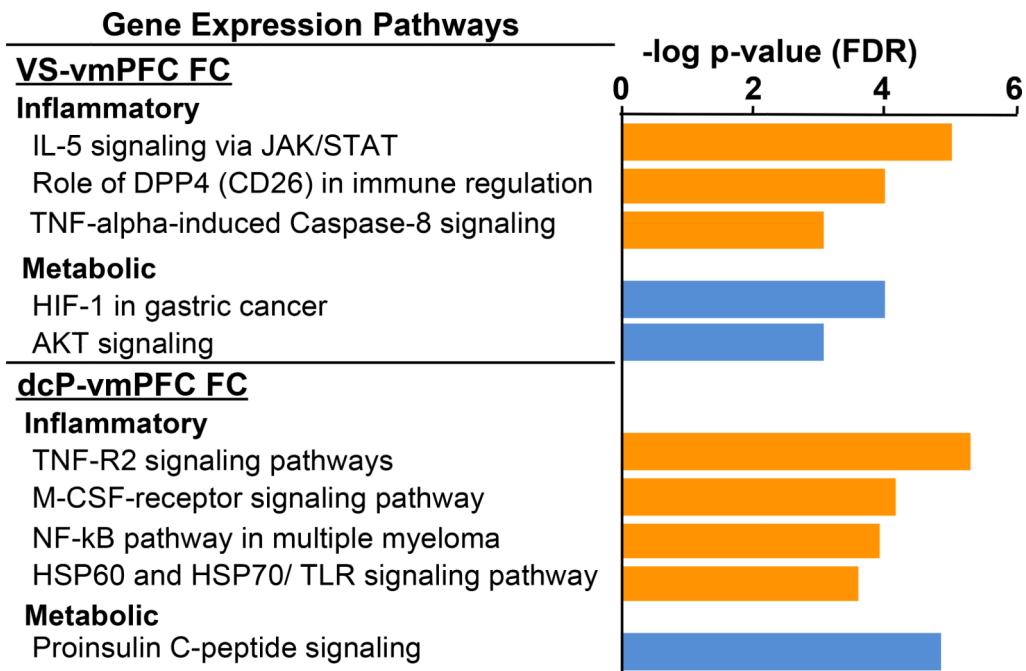 Gene Expression Pathways
-log p-value (FDR)
0 2 4 6
VS-vmPFC FC
Inflammatory
IL-5 signaling via JAK/STAT
Role of DPP4 (CD26) in immune regulation
TNF-alpha-induced Caspase-8 signaling
Metabolic
HIF-1 in gastric cancer
AKT signaling
dcP-vmPFC FC
Inflammatory
TNF-R2 signaling pathways
M-CSF-receptor signaling pathway
NF-kB pathway in multiple myeloma
HSP60 and HSP70/ TLR signaling pathway
Metabolic
Proinsulin C-peptide signaling